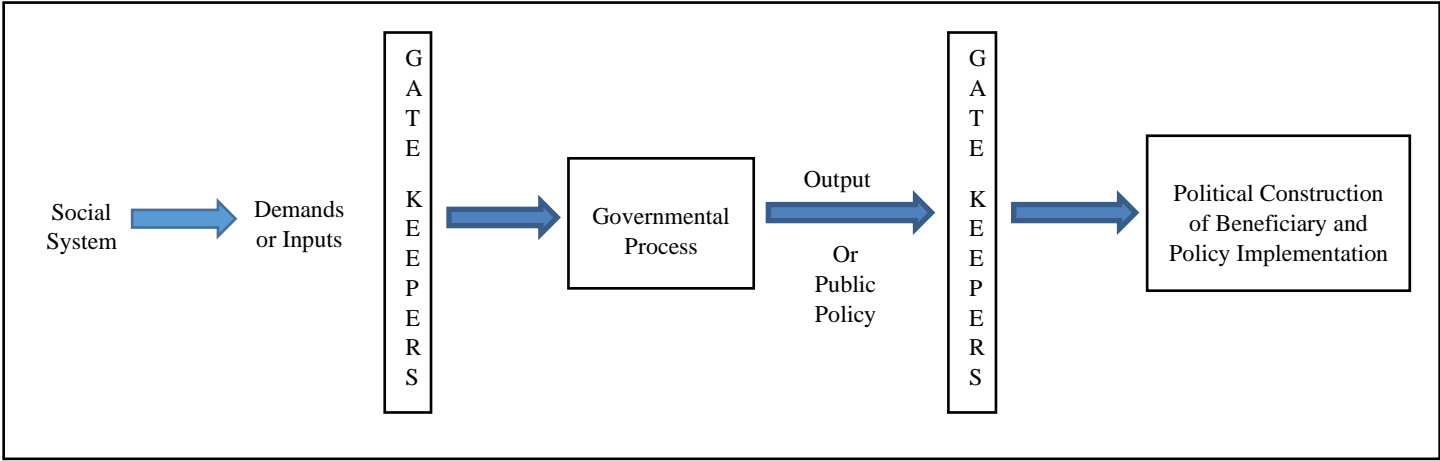 Social
System
Demands
or Inputs
G
A
T
E
K
E
E
P
E
R
S
Governmental
Process
Output
Or
Public
Policy
G
A
T
E
K
E
E
P
E
R
S
Political Construction
of Beneficiary and
Policy Implementation